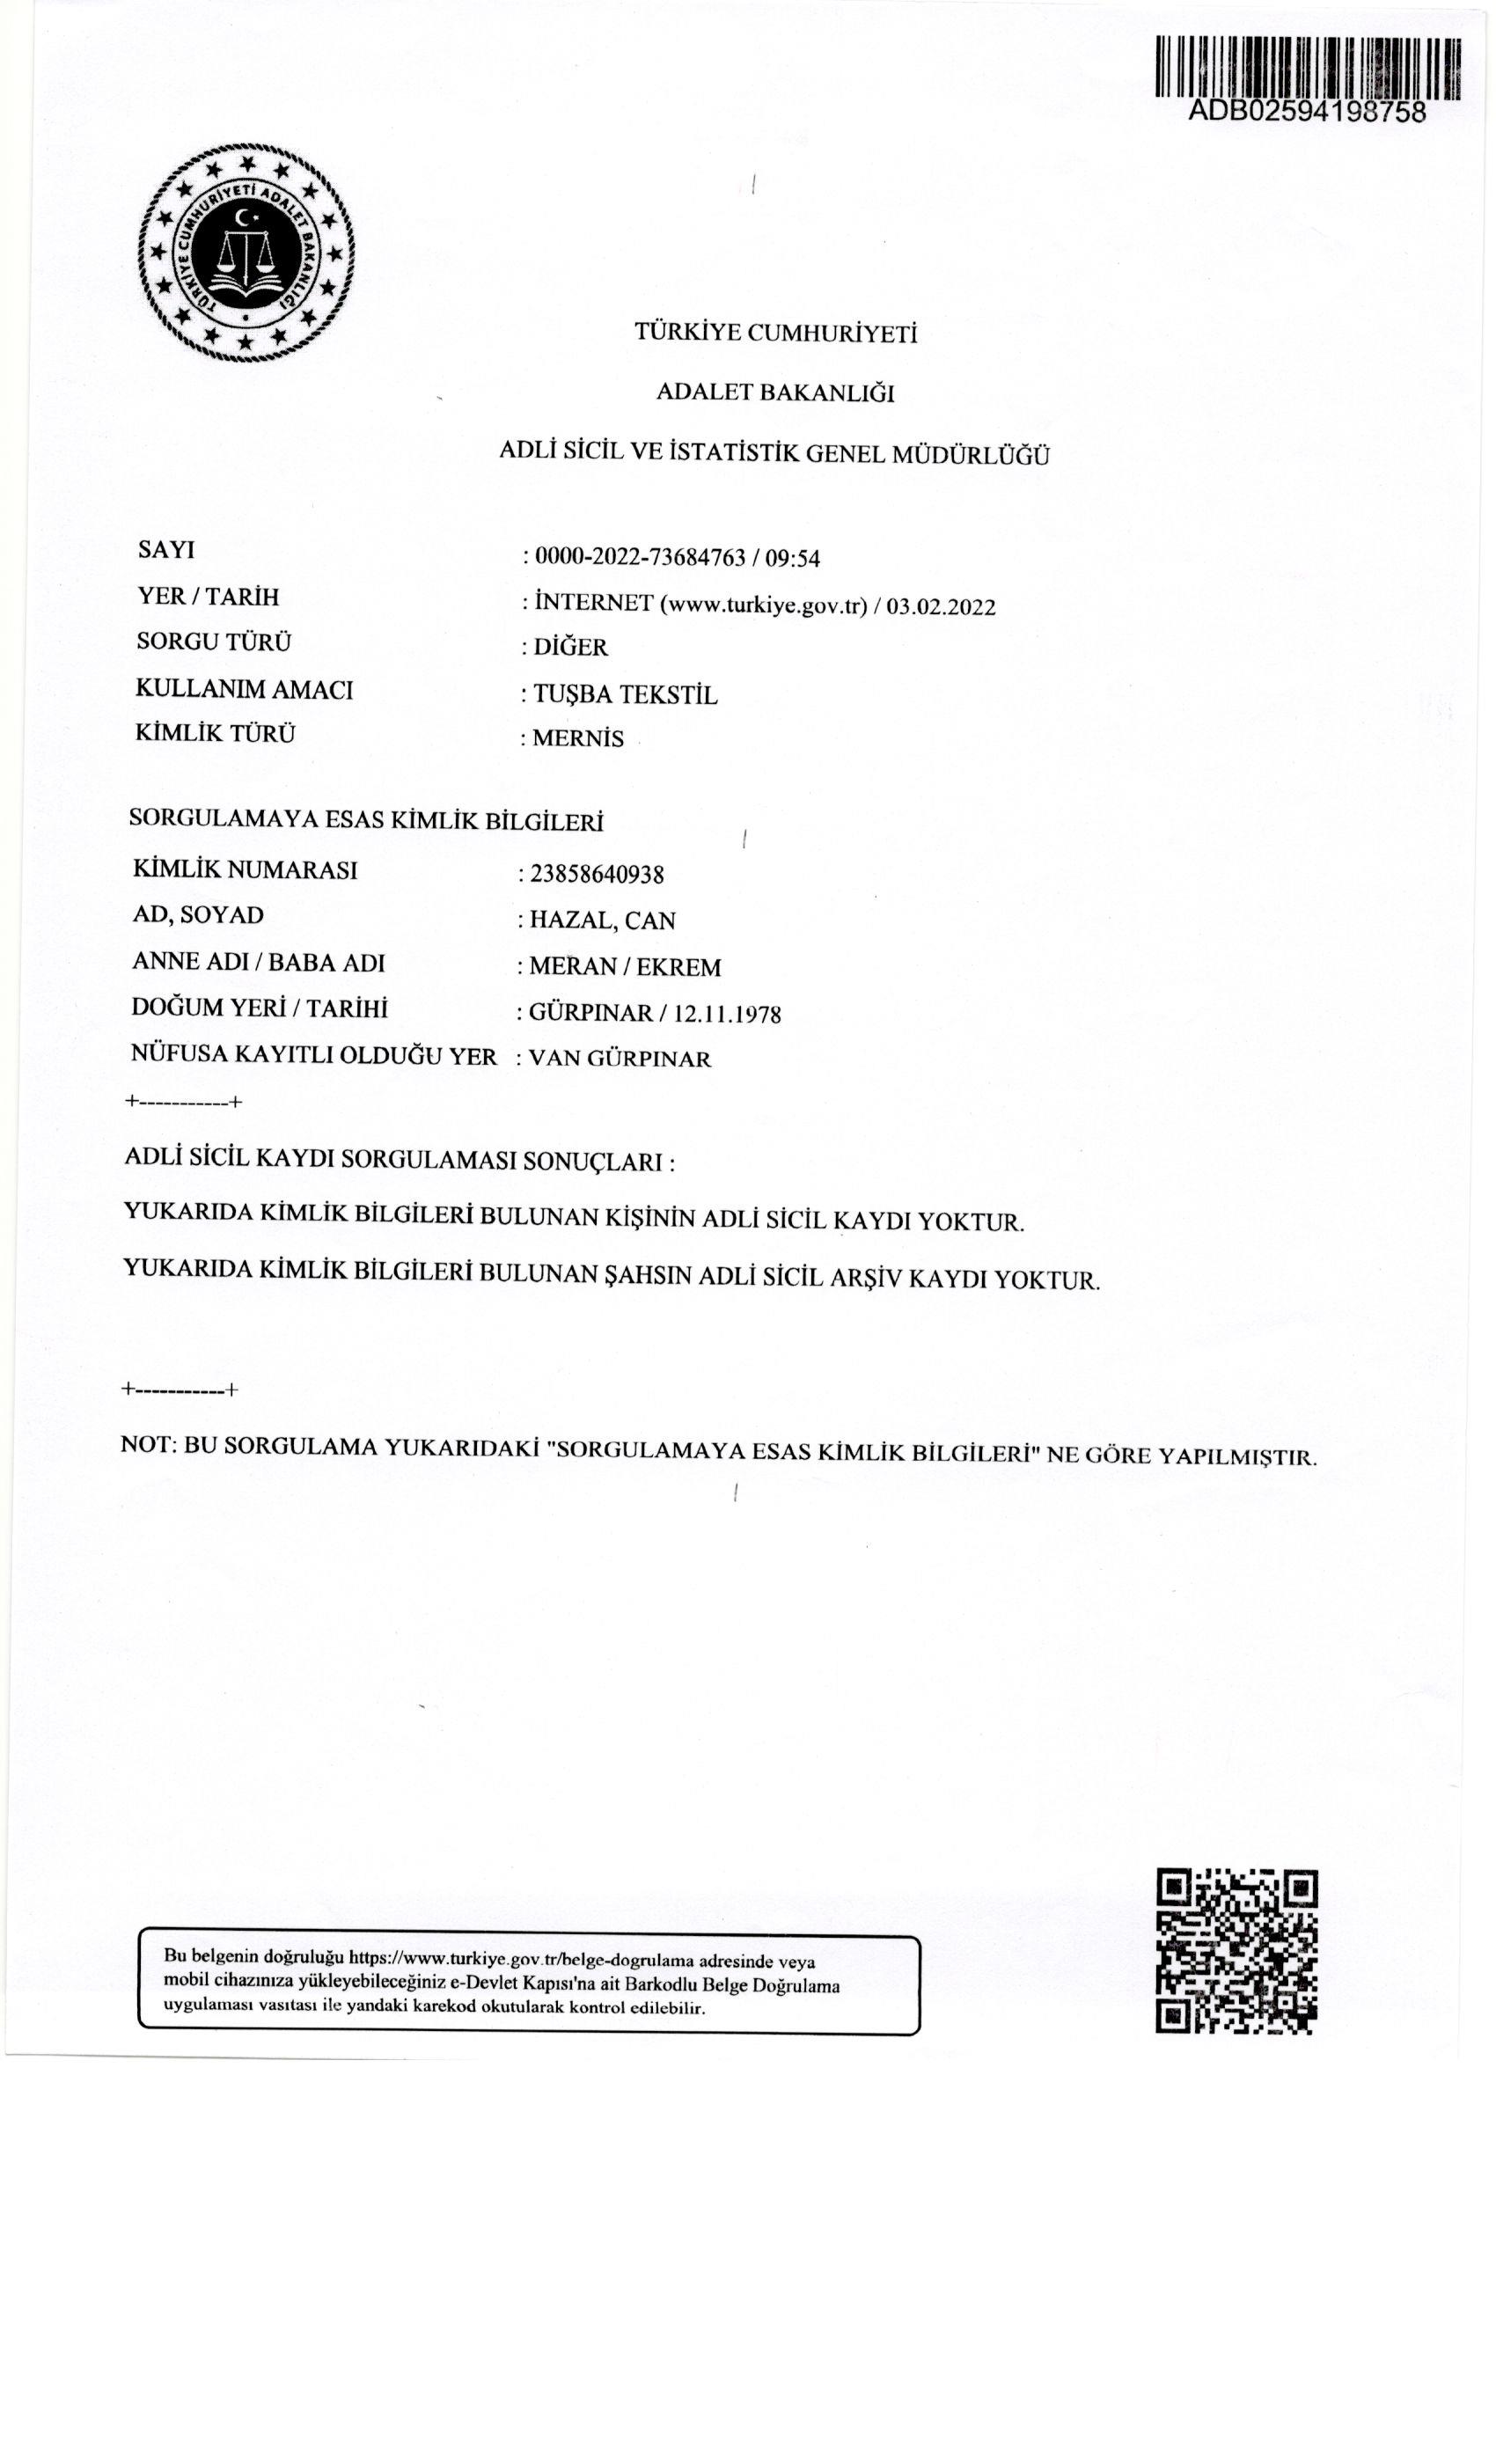 ADB02594198758
TÜRKİYE CUMHURİYETİ ADALET BAKANLIĞI
TÜRKİYE CUMHURİYETİ
ADALET BAKANLIĞI
ADLİ SİCİL VE İSTATİSTİK GENEL MÜDÜRLÜĞÜ
SAYI : 0000-2022-73684763 / 09:54
YER / TARİH : İNTERNET (www.turkiye.gov.tr) / 03.02.2022
SORGU TÜRÜ : DİĞER
KULLANIM AMACI : TUŞBA TEKSTİL
KİMLİK TÜRÜ : MERNİS
SORGULAMAYA ESAS KİMLİK BİLGİLERİ
KİMLİK NUMARASI : 23858640938
AD, SOYAD : HAZAL, CAN
ANNE ADI / BABA ADI : MERAN / EKREM
DOĞUM YERİ / TARİHİ : GÜRPINAR / 12.11.1978
NÜFUSA KAYITLI OLDUĞU YER : VAN GÜRPINAR
+-----------+
ADLİ SİCİL KAYDI SORGULAMASI SONUÇLARI :
YUKARIDA KİMLİK BİLGİLERİ BULUNAN KİŞİNİN ADLİ SİCİL KAYDI YOKTUR.
YUKARIDA KİMLİK BİLGİLERİ BULUNAN ŞAHSIN ADLİ SİCİL ARŞİV KAYDI YOKTUR.
+-----------+
NOT: BU SORGULAMA YUKARIDAKİ "SORGULAMAYA ESAS KİMLİK BİLGİLERİ" NE GÖRE YAPILMIŞTIR.
Bu belgenin doğruluğu https://www.turkiye.gov.tr/belge-dogrulama adresinde veya
mobil cihazınıza yükleyebileceğiniz e-Devlet Kapısı'na ait Barkodlu Belge Doğrulama
uygulaması vasıtası ile yandaki karekod okutularak kontrol edilebilir.